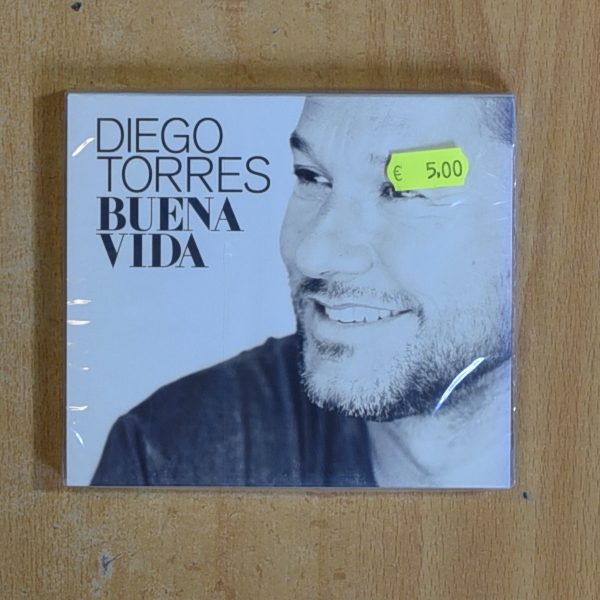 DIEGO
TORRES
BUENA
VIDA
€ 5.00